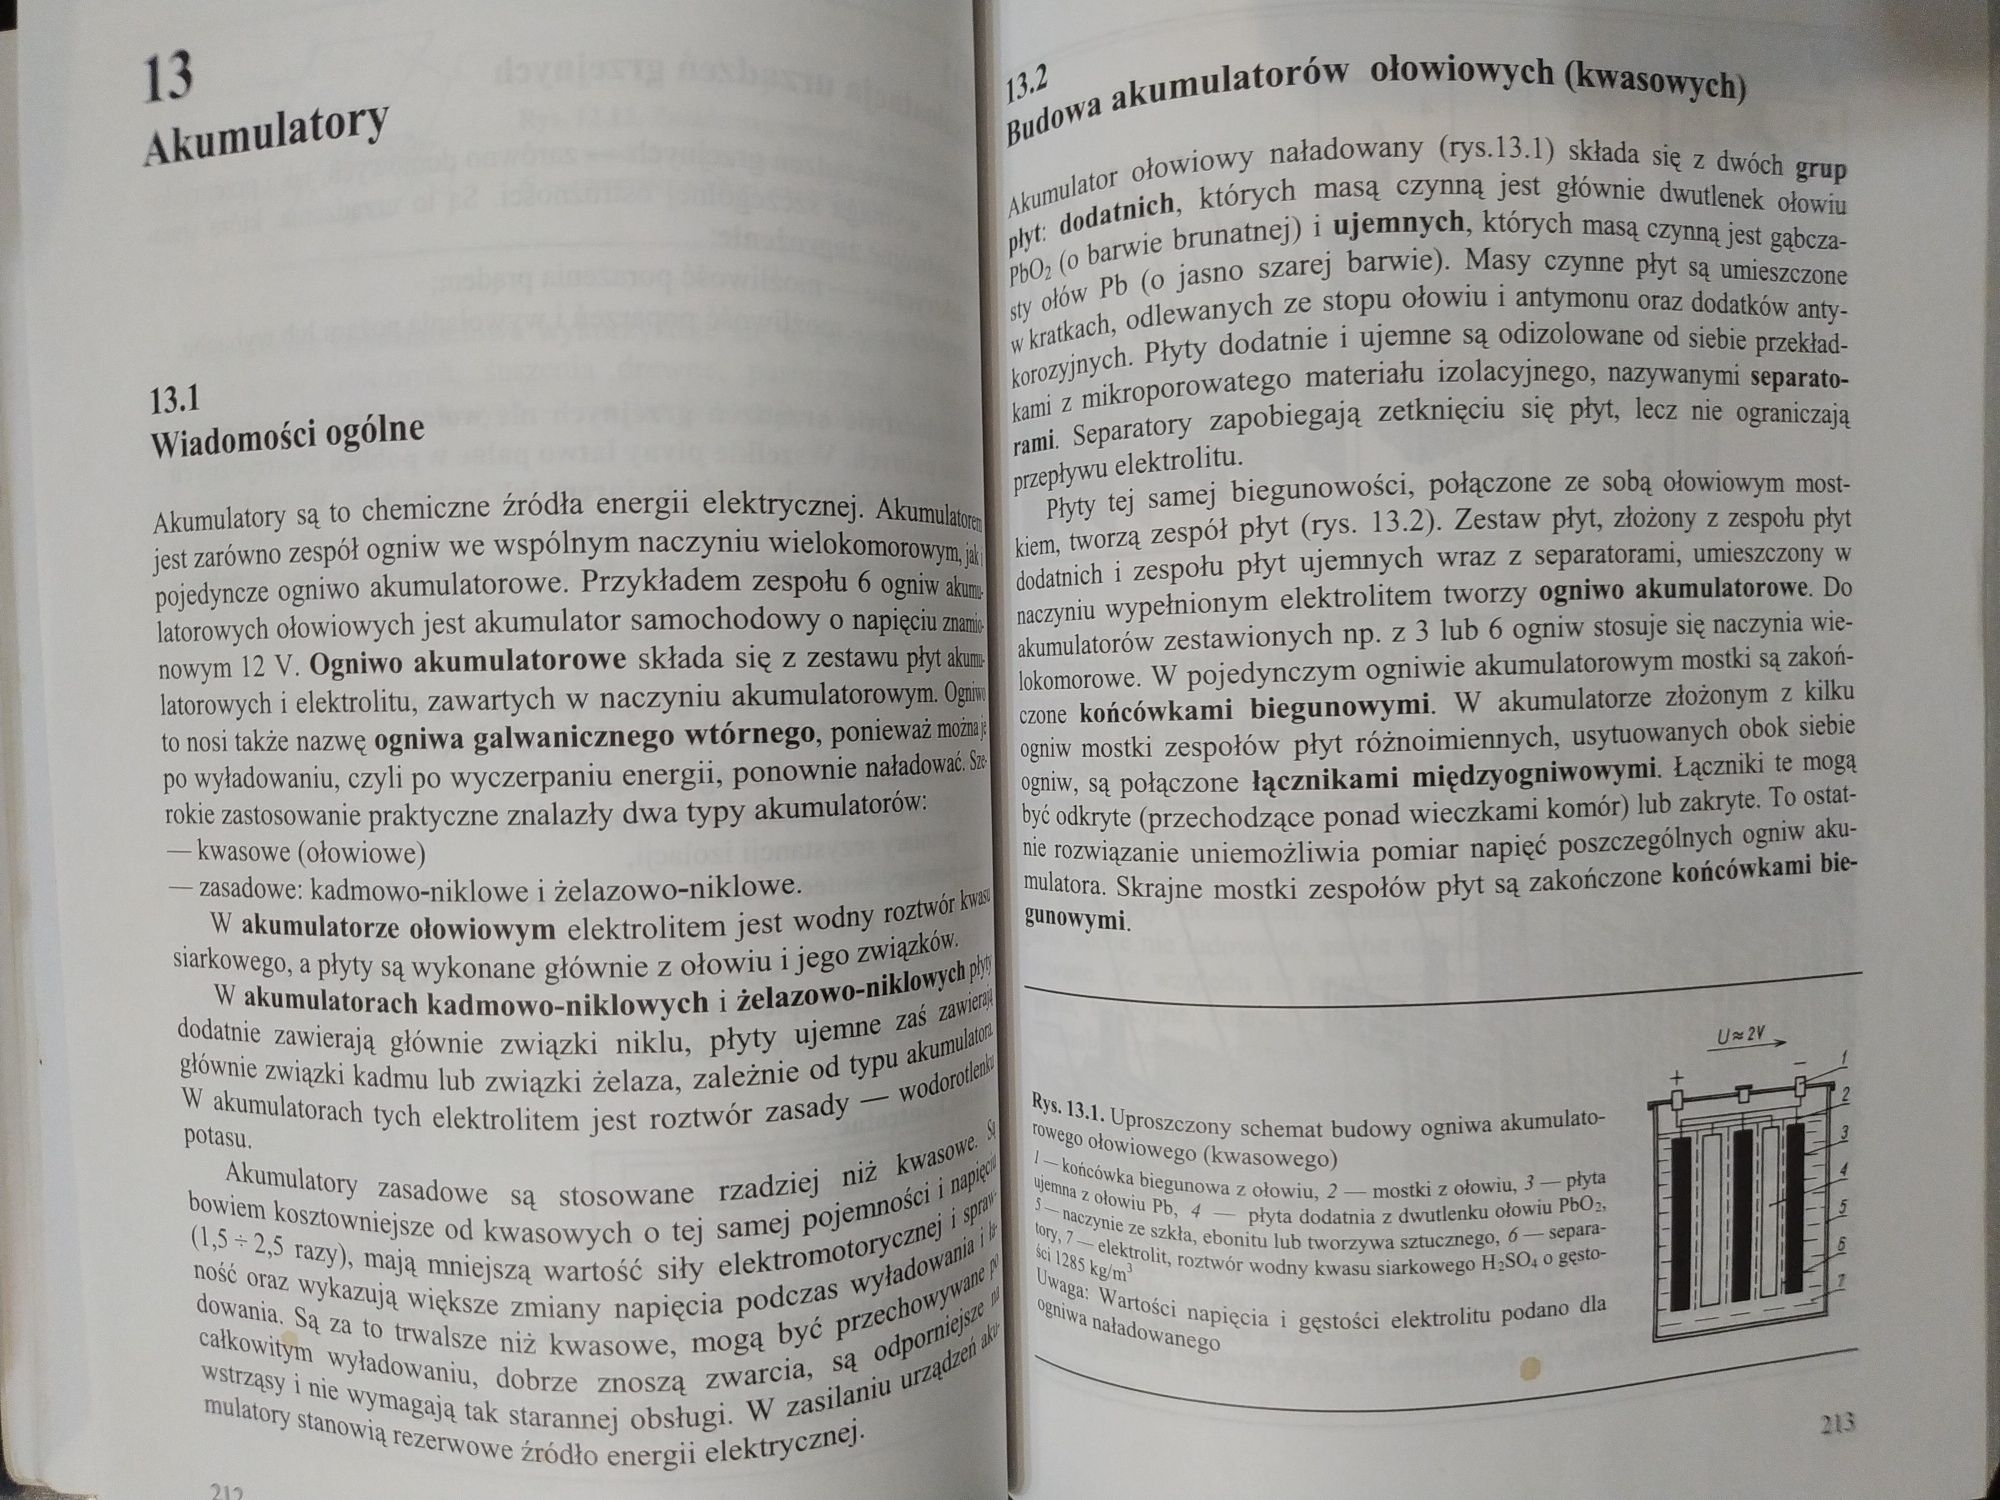 13
Akumulatory
13.1
Wiadomości ogólne
Akumulatory są to chemiczne źródła energii elektrycznej. Akumulatorem
jest zarówno zespół ogniw we wspólnym naczyniu wielokomorowym, jak i
pojedyncze ogniwo akumulatorowe. Przykładem zespołu 6 ogniw akumu-
latorowych ołowiowych jest akumulator samochodowy o napięciu znamio-
nowym 12 V. Ogniwo akumulatorowe składa się z zestawu płyt akumu-
latorowych i elektrolitu, zawartych w naczyniu akumulatorowym. Ogniwo
to nosi także nazwę ogniwa galwanicznego wtórnego, ponieważ można je
po wyładowaniu, czyli po wyczerpaniu energii, ponownie naładować. Sze-
rokie zastosowanie praktyczne znalazły dwa typy akumulatorów:
— kwasowe (ołowiowe)
— zasadowe: kadmowo-niklowe i żelazowo-niklowe.
W akumulatorze ołowiowym elektrolitem jest wodny roztwór kwasu
siarkowego, a płyty są wykonane głównie z ołowiu i jego związków.
W akumulatorach kadmowo-niklowych i żelazowo-niklowych płyty
dodatnie zawierają głównie związki niklu, płyty ujemne zaś zawierają
głównie związki kadmu lub związki żelaza, zależnie od typu akumulatora.
W akumulatorach tych elektrolitem jest roztwór zasady — wodorotlenku
potasu.
Akumulatory zasadowe są stosowane rzadziej niż kwasowe. Są
bowiem kosztowniejsze od kwasowych o tej samej pojemności i napięciu
(1,5 ÷ 2,5 razy), mają mniejszą wartość siły elektromotorycznej i spraw-
ność oraz wykazują większe zmiany napięcia podczas wyładowania i ła-
dowania. Są za to trwalsze niż kwasowe, mogą być przechowywane po
całkowitym wyładowaniu, dobrze znoszą zwarcia, są odporniejsze na
wstrząsy i nie wymagają tak starannej obsługi. W zasilaniu urządzeń aku-
mulatory stanowią rezerwowe źródło energii elektrycznej.
212
13.2
Budowa akumulatorów ołowiowych (kwasowych)
Akumulator ołowiowy naładowany (rys.13.1) składa się z dwóch grup
płyt: dodatnich, których masą czynną jest głównie dwutlenek ołowiu
PbO₂ (o barwie brunatnej) i ujemnych, których masą czynną jest gąbcza-
sty ołów Pb (o jasno szarej barwie). Masy czynne płyt są umieszczone
w kratkach, odlewanych ze stopu ołowiu i antymonu oraz dodatków anty-
korozyjnych. Płyty dodatnie i ujemne są odizolowane od siebie przekład-
kami z mikroporowatego materiału izolacyjnego, nazywanymi separato-
rami. Separatory zapobiegają zetknięciu się płyt, lecz nie ograniczają
przepływu elektrolitu.
Płyty tej samej biegunowości, połączone ze sobą ołowiowym most-
kiem, tworzą zespół płyt (rys. 13.2). Zestaw płyt, złożony z zespołu płyt
dodatnich i zespołu płyt ujemnych wraz z separatorami, umieszczony w
naczyniu wypełnionym elektrolitem tworzy ogniwo akumulatorowe. Do
akumulatorów zestawionych np. z 3 lub 6 ogniw stosuje się naczynia wie-
lokomorowe. W pojedynczym ogniwie akumulatorowym mostki są zakoń-
czone końcówkami biegunowymi. W akumulatorze złożonym z kilku
ogniw mostki zespołów płyt różnoimiennych, usytuowanych obok siebie
ogniw, są połączone łącznikami międzyogniwowymi. Łączniki te mogą
być odkryte (przechodzące ponad wieczkami komór) lub zakryte. To ostat-
nie rozwiązanie uniemożliwia pomiar napięć poszczególnych ogniw aku-
mulatora. Skrajne mostki zespołów płyt są zakończone końcówkami bie-
gunowymi.
U≈2V
+
−
1
2
3
4
5
6
7
Rys. 13.1. Uproszczony schemat budowy ogniwa akumulato-
rowego ołowiowego (kwasowego)
1 — końcówka biegunowa z ołowiu, 2 — mostki z ołowiu, 3 — płyta
ujemna z ołowiu Pb, 4 — płyta dodatnia z dwutlenku ołowiu PbO₂,
5 — naczynie ze szkła, ebonitu lub tworzywa sztucznego, 6 — separa-
tory, 7 — elektrolit, roztwór wodny kwasu siarkowego H₂SO₄ o gęsto-
ści 1285 kg/m³
Uwaga: Wartości napięcia i gęstości elektrolitu podano dla
ogniwa naładowanego
213